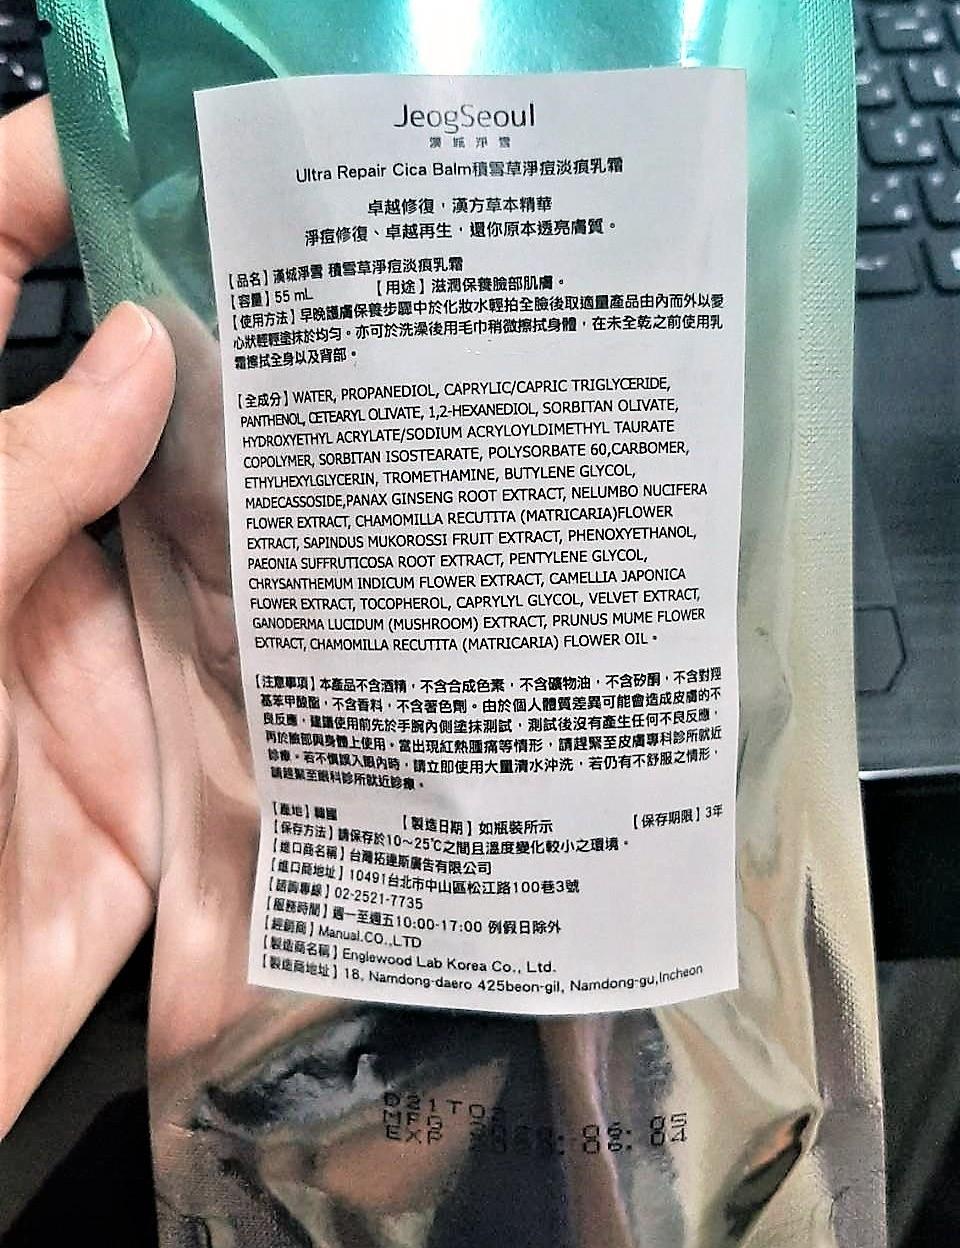 JeogSeoul
漢城淨雪
Ultra Repair Cica Balm積雪草淨痘淡痕乳霜
卓越修復，漢方草本精華
淨痘修復、卓越再生，還你原本透亮膚質。
【品名】漢城淨雪 積雪草淨痘淡痕乳霜
【容量】55 mL 【用途】滋潤保養臉部肌膚。
【使用方法】早晚護膚保養步驟中於化妝水輕拍全臉後取適量產品由內而外以愛
心狀輕輕塗抹於均勻。亦可於洗澡後用毛巾稍微擦拭身體，在未全乾之前使用乳
霜擦拭全身以及背部。
【全成分】WATER, PROPANEDIOL, CAPRYLIC/CAPRIC TRIGLYCERIDE,
PANTHENOL, CETEARYL OLIVATE, 1,2-HEXANEDIOL, SORBITAN OLIVATE,
HYDROXYETHYL ACRYLATE/SODIUM ACRYLOYLDIMETHYL TAURATE
COPOLYMER, SORBITAN ISOSTEARATE, POLYSORBATE 60,CARBOMER,
ETHYLHEXYLGLYCERIN, TROMETHAMINE, BUTYLENE GLYCOL,
MADECASSOSIDE,PANAX GINSENG ROOT EXTRACT, NELUMBO NUCIFERA
FLOWER EXTRACT, CHAMOMILLA RECUTITA (MATRICARIA)FLOWER
EXTRACT, SAPINDUS MUKOROSSI FRUIT EXTRACT, PHENOXYETHANOL,
PAEONIA SUFFRUTICOSA ROOT EXTRACT, PENTYLENE GLYCOL,
CHRYSANTHEMUM INDICUM FLOWER EXTRACT, CAMELLIA JAPONICA
FLOWER EXTRACT, TOCOPHEROL, CAPRYLYL GLYCOL, VELVET EXTRACT,
GANODERMA LUCIDUM (MUSHROOM) EXTRACT, PRUNUS MUME FLOWER
EXTRACT, CHAMOMILLA RECUTITA (MATRICARIA) FLOWER OIL。
【注意事項】本產品不含酒精，不含合成色素，不含礦物油，不含矽酮，不含對羥
基苯甲酸酯，不含香料，不含著色劑。由於個人體質差異可能會造成皮膚的不
良反應，建議使用前先於手腕內側塗抹測試，測試後沒有產生任何不良反應，
再於臉部與身體上使用。當出現紅熱腫痛等情形，請趕緊至皮膚專科診所就近
診療。若不慎誤入眼內時，請立即使用大量清水沖洗，若仍有不舒服之情形，
請趕緊至眼科診所就近診療。
【產地】韓國 【製造日期】如瓶裝所示 【保存期限】3年
【保存方法】請保存於10～25℃之間且溫度變化較小之環境。
【進口商名稱】台灣拓達斯廣告有限公司
【進口商地址】10491台北市中山區松江路100巷3號
【諮詢專線】02-2521-7735
【服務時間】週一至週五10:00-17:00 例假日除外
【經銷商】Manual.CO.,LTD
【製造商名稱】Englewood Lab Korea Co., Ltd.
【製造商地址】18, Namdong-daero 425beon-gil, Namdong-gu,Incheon
MFG 05
EXP 06: 04